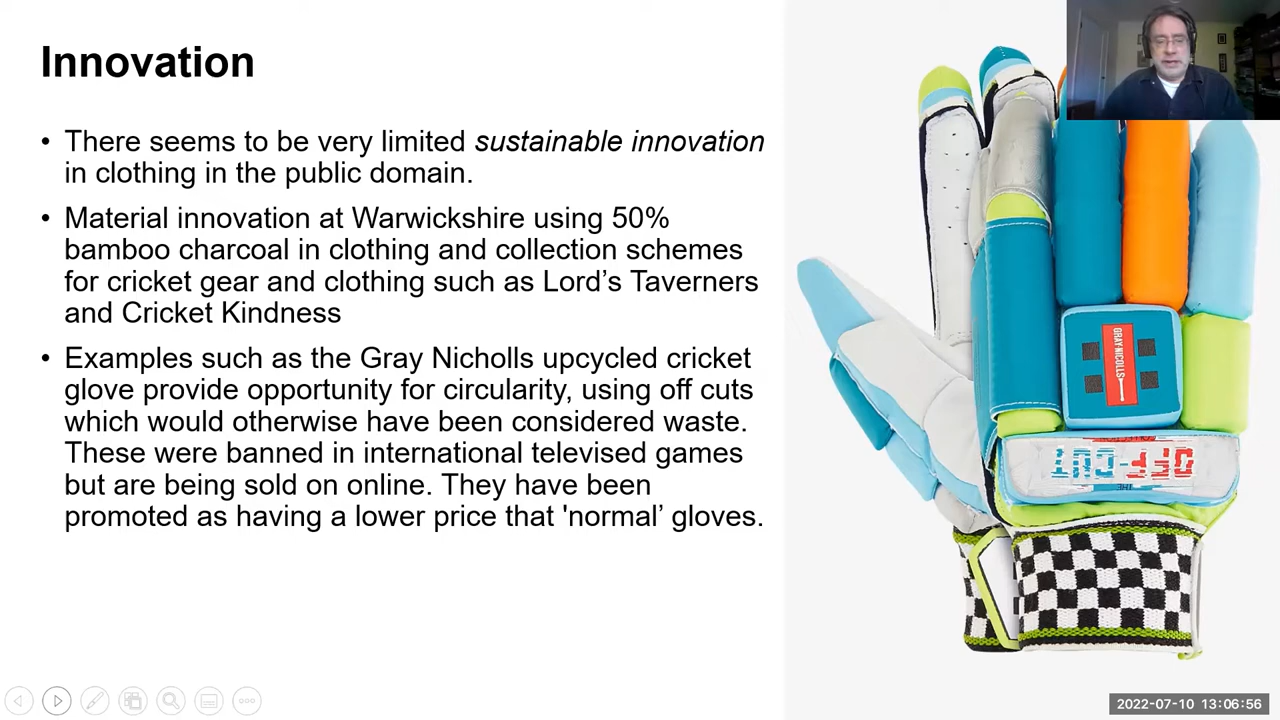 Innovation
• There seems to be very limited sustainable innovation
in clothing in the public domain.
• Material innovation at Warwickshire using 50%
bamboo charcoal in clothing and collection schemes
for cricket gear and clothing such as Lord’s Taverners
and Cricket Kindness
• Examples such as the Gray Nicholls upcycled cricket
glove provide opportunity for circularity, using off cuts
which would otherwise have been considered waste.
These were banned in international televised games
but are being sold on online. They have been
promoted as having a lower price that 'normal’ gloves.
GRAY-NICOLLS
THE
OFF-CUT
2022-07-10 13:06:56